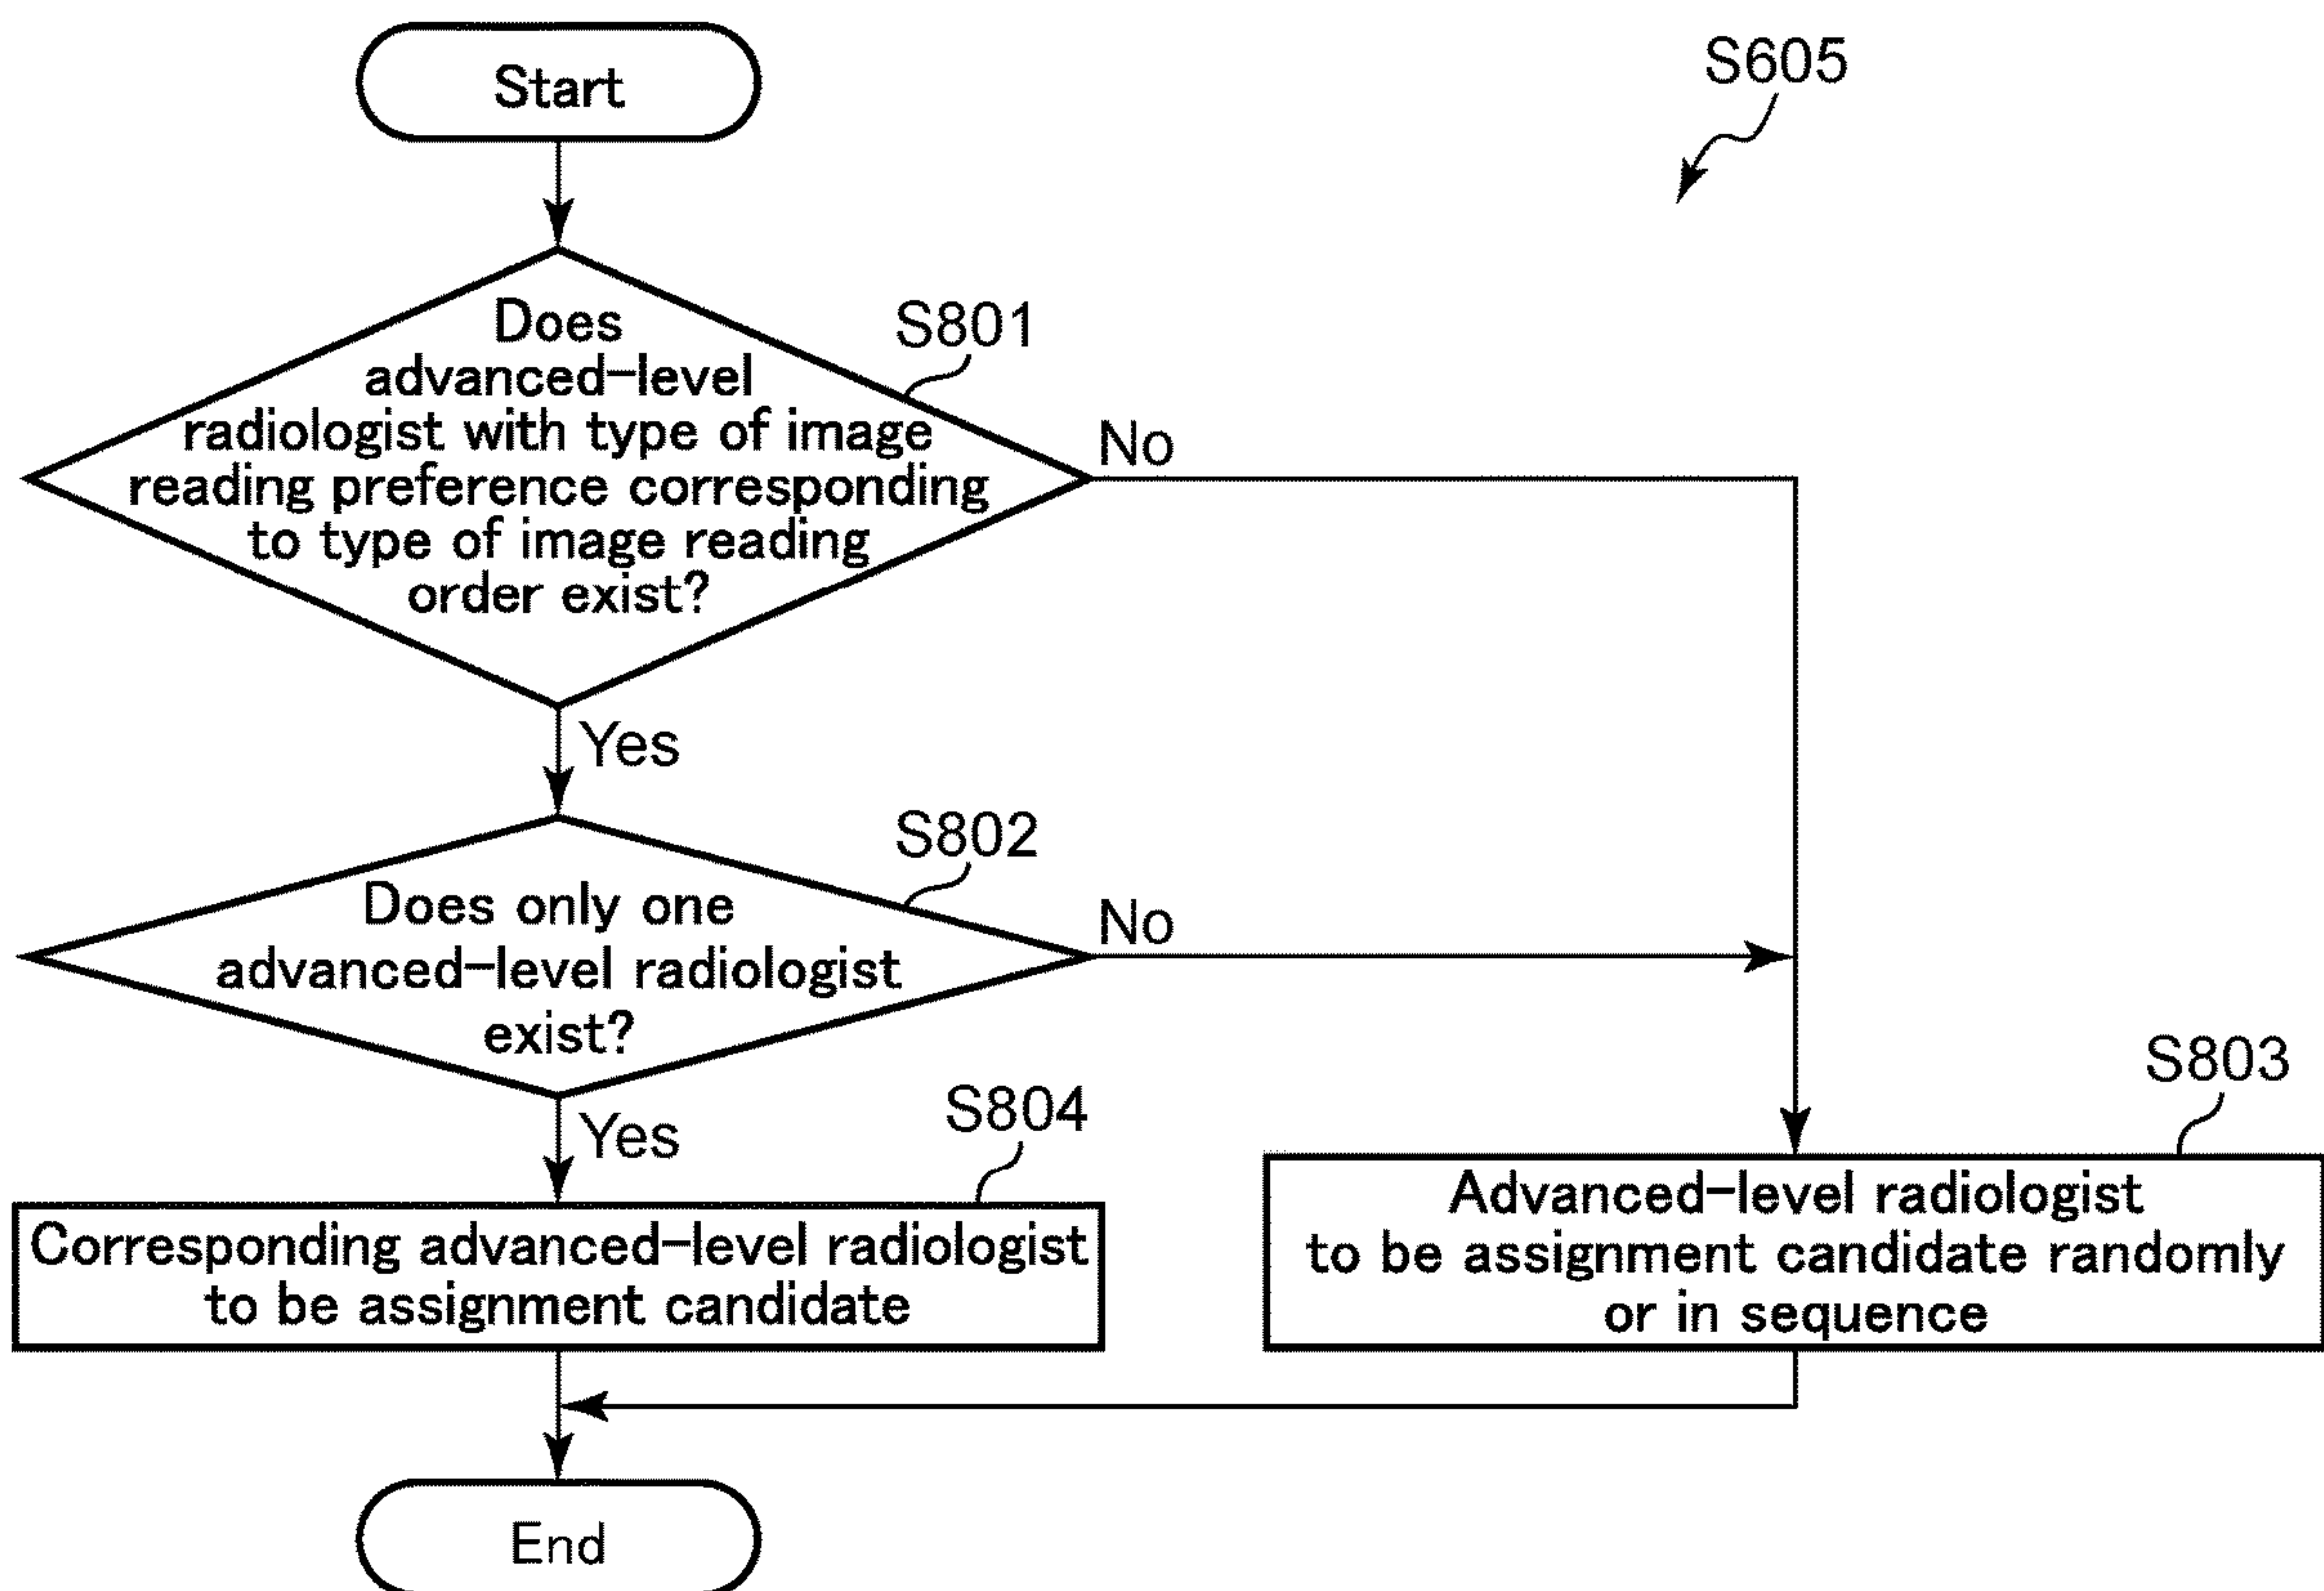 Start
S605
S801
Does
advanced-level
radiologist with type of image
reading preference corresponding
to type of image reading
order exist?
No
Yes
S802
Does only one
advanced-level radiologist
exist?
No
Yes
S804
Corresponding advanced-level radiologist
to be assignment candidate
S803
Advanced-level radiologist
to be assignment candidate randomly
or in sequence
End